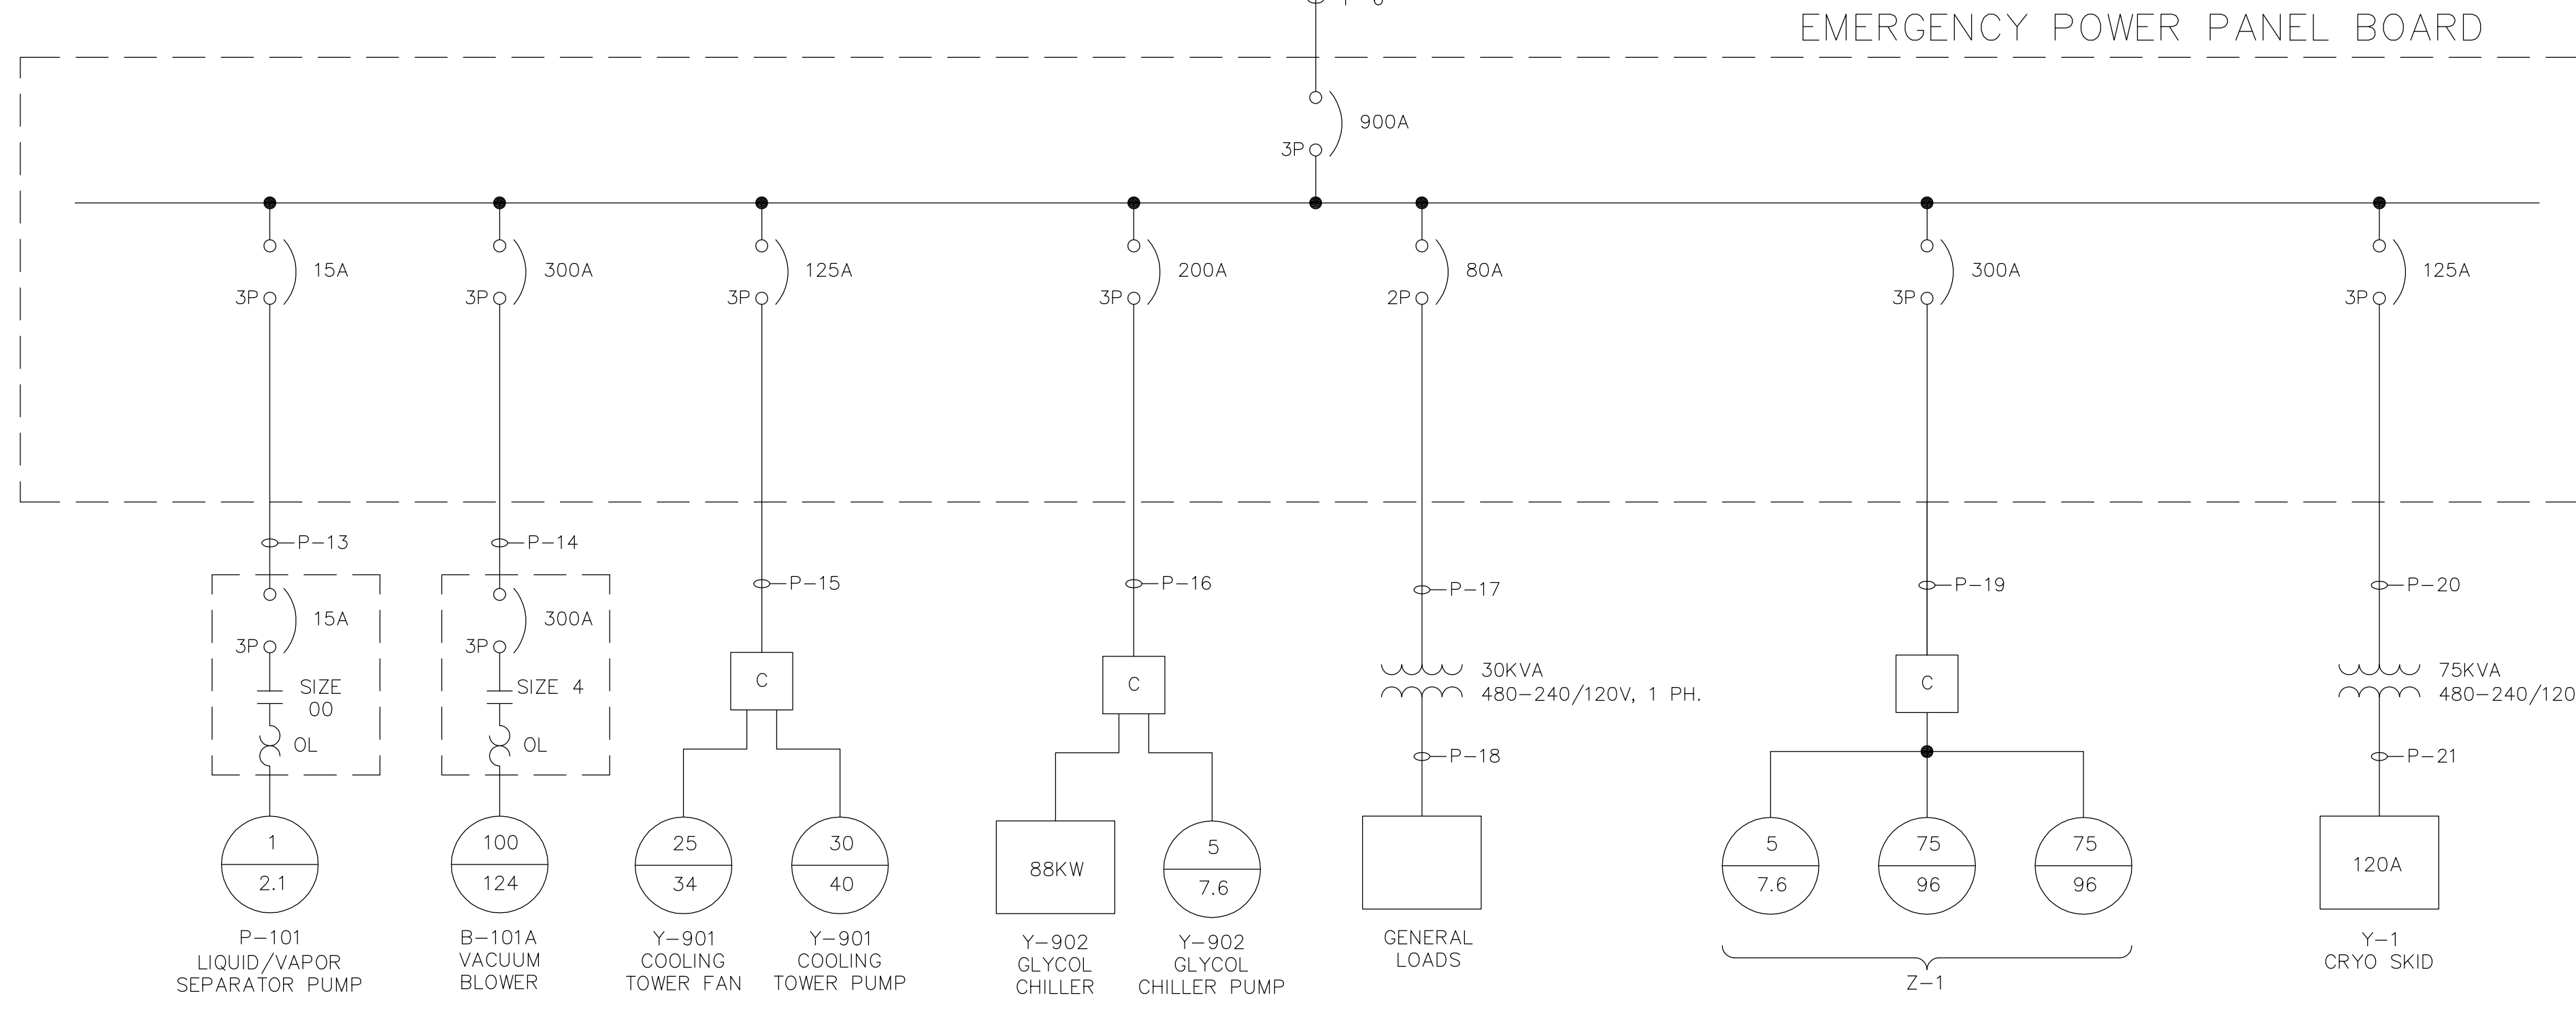 EMERGENCY POWER PANEL BOARD
900A
3P
15A
3P
300A
3P
125A
3P
200A
3P
80A
2P
300A
3P
125A
3P
P-13
P-14
P-15
P-16
P-17
P-19
P-20
15A
3P
SIZE
00
OL
300A
3P
SIZE 4
OL
C
C
30KVA
480-240/120V, 1 PH.
C
75KVA
480-240/120
P-18
P-21
1
2.1
100
124
25
34
30
40
88KW
5
7.6
5
7.6
75
96
75
96
120A
P-101
LIQUID/VAPOR
SEPARATOR PUMP
B-101A
VACUUM
BLOWER
Y-901
COOLING
TOWER FAN
Y-901
COOLING
TOWER PUMP
Y-902
GLYCOL
CHILLER
Y-902
GLYCOL
CHILLER PUMP
GENERAL
LOADS
Z-1
Y-1
CRYO SKID